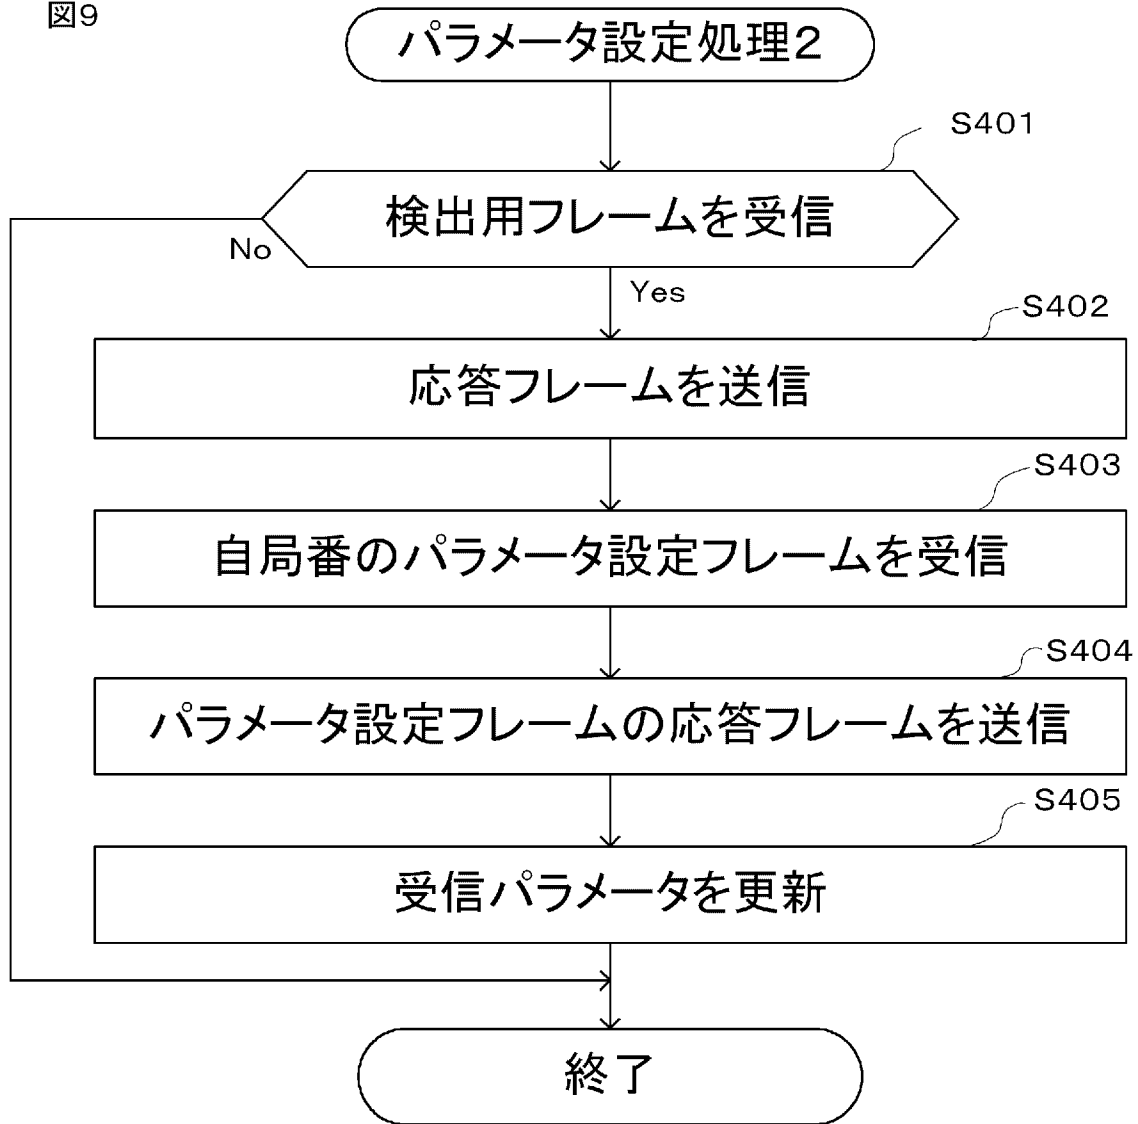 図9
パラメータ設定処理2
S401
検出用フレームを受信
No
Yes
S402
応答フレームを送信
S403
自局番のパラメータ設定フレームを受信
S404
パラメータ設定フレームの応答フレームを送信
S405
受信パラメータを更新
終了